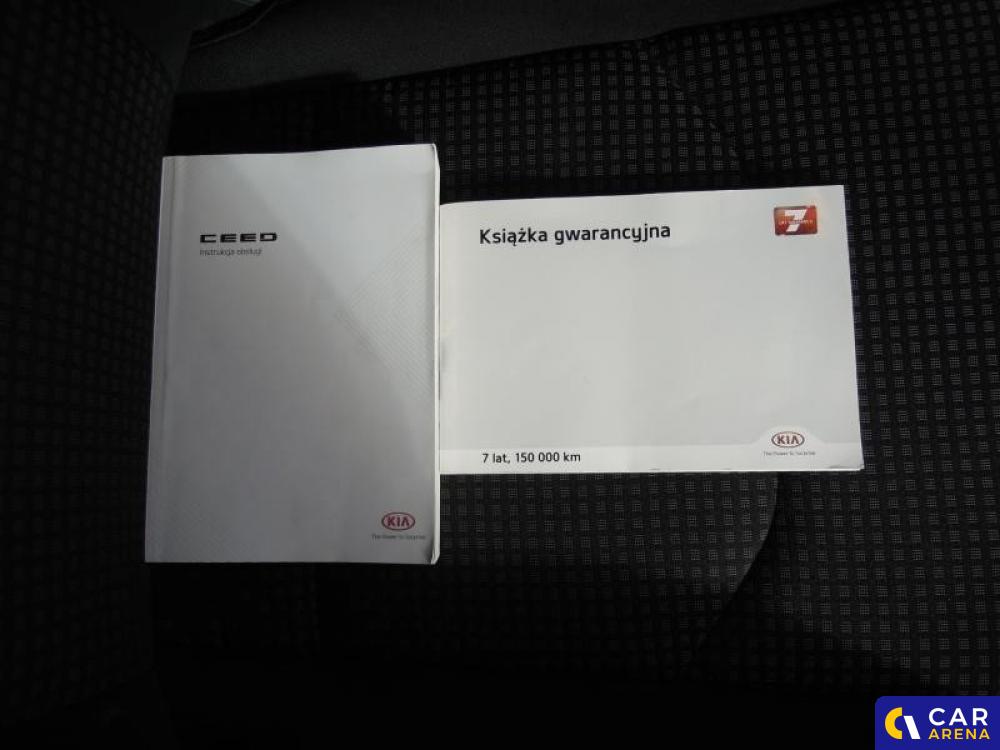 CEED
Instrukcja obsługi
KIA
The Power to Surprise
Książka gwarancyjna
7
7 lat, 150 000 km
KIA
The Power to Surprise
CAR
ARENA